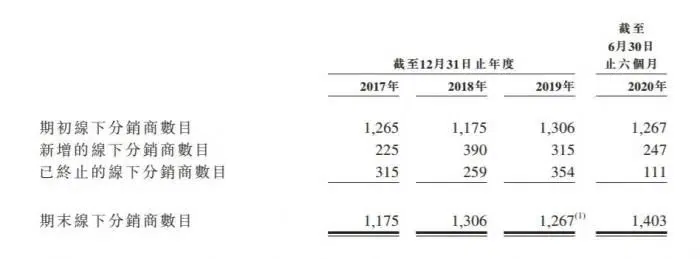 截至
6月30日
截至12月31日止年度 止六個月
2017年 2018年 2019年 2020年
期初線下分銷商數目 1,265 1,175 1,306 1,267
新增的線下分銷商數目 225 390 315 247
已終止的線下分銷商數目 315 259 354 111
期末線下分銷商數目 1,175 1,306 1,267(1) 1,403